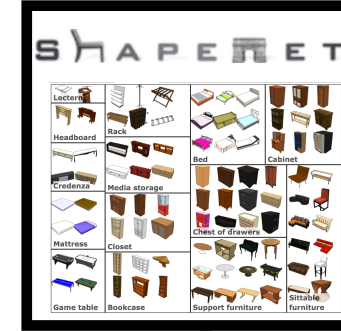 SHAPENET
Lectern
Headboard
Rack
Bed
Cabinet
Credenza
Media storage
Chest of drawers
Mattress
Closet
Game table
Bookcase
Support furniture
Sittable
furniture